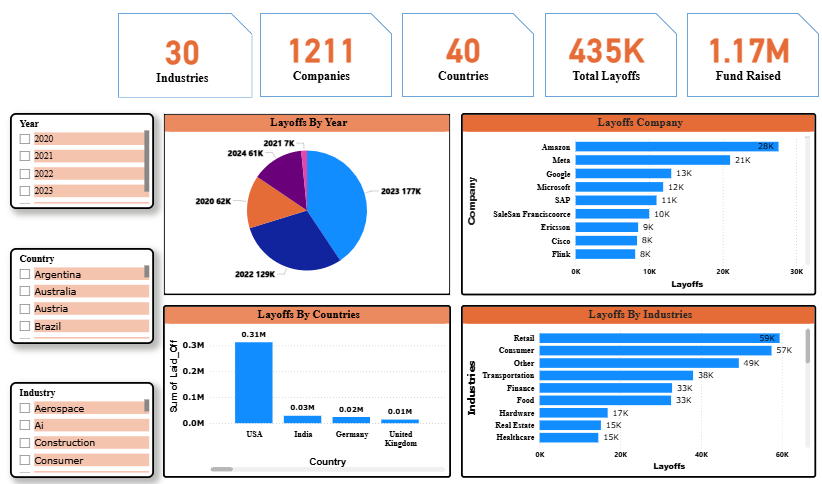 30
Industries
1211
Companies
40
Countries
435K
Total Layoffs
1.17M
Fund Raised
Year
2020
2021
2022
2023
Layoffs By Year
2021 7K
2024 61K
2023 177K
2020 62K
2022 129K
Layoffs Company
Company
Amazon 28K
Meta 21K
Google 13K
Microsoft 12K
SAP 11K
SaleSan Franciscoorce 10K
Ericsson 9K
Cisco 8K
Flink 8K
0K 10K 20K 30K
Layoffs
Country
Argentina
Australia
Austria
Brazil
Layoffs By Countries
Sum of Laid_Off
0.3M
0.2M
0.1M
0.0M
0.31M
0.03M
0.02M
0.01M
USA India Germany United
Kingdom
Country
Layoffs By Industries
Industries
Retail 59K
Consumer 57K
Other 49K
Transportation 38K
Finance 33K
Food 33K
Hardware 17K
Real Estate 15K
Healthcare 15K
0K 20K 40K 60K
Layoffs
Industry
Aerospace
Ai
Construction
Consumer